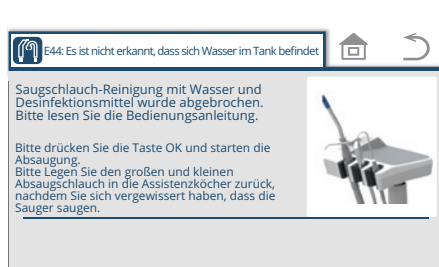 E44: Es ist nicht erkannt, dass sich Wasser im Tank befindet
Saugschlauch-Reinigung mit Wasser und
Desinfektionsmittel wurde abgebrochen.
Bitte lesen Sie die Bedienungsanleitung.
Bitte drücken Sie die Taste OK und starten die
Absaugung.
Bitte Legen Sie den großen und kleinen
Absaugschlauch in die Assistenzköcher zurück,
nachdem Sie sich vergewissert haben, dass die
Sauger saugen.